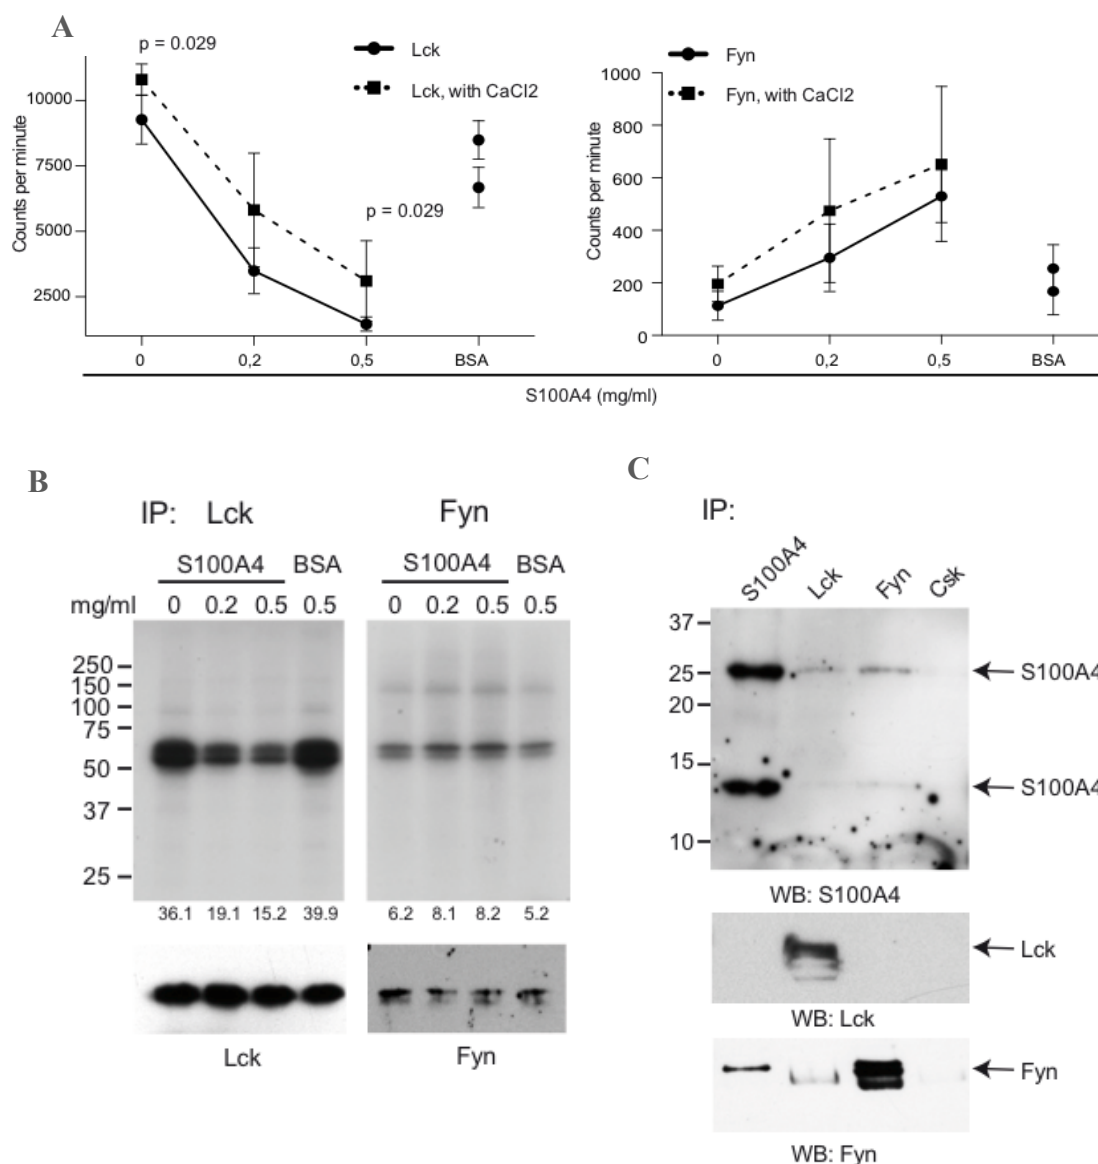 A
p = 0.029
Lck
Lck, with CaCl2
p = 0.029
Counts per minute
10000
7500
5000
2500
0
0,2
0,5
BSA
Fyn
Fyn, with CaCl2
Counts per minute
1000
800
600
400
200
0
0
0,2
0,5
BSA
S100A4 (mg/ml)
B
IP: Lck Fyn
S100A4 BSA S100A4 BSA
mg/ml 0 0.2 0.5 0.5 0 0.2 0.5 0.5
250
150
100
75
50
37
25
36.1 19.1 15.2 39.9 6.2 8.1 8.2 5.2
Lck Fyn
C
IP:
S100A4 Lck Fyn Csk
37
25
20
15
10
S100A4
S100A4
WB: S100A4
Lck
WB: Lck
Fyn
WB: Fyn